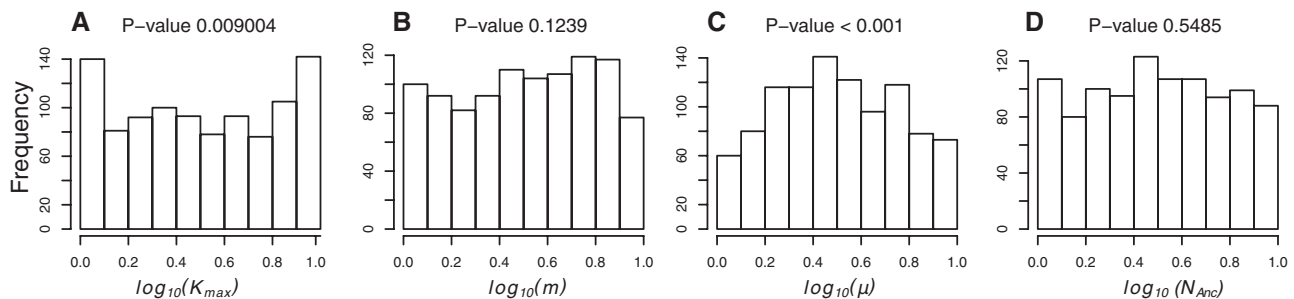 A P−value 0.009004
B P−value 0.1239
C P−value < 0.001
D P−value 0.5485
Frequency
0 20 60 100 140
0 40 80 120
0 20 60 100 140
0 40 80 120
0.0 0.2 0.4 0.6 0.8 1.0
0.0 0.2 0.4 0.6 0.8 1.0
0.0 0.2 0.4 0.6 0.8 1.0
0.0 0.2 0.4 0.6 0.8 1.0
log10(Kmax)
log10(m)
log10(μ)
log10 (NAnc)